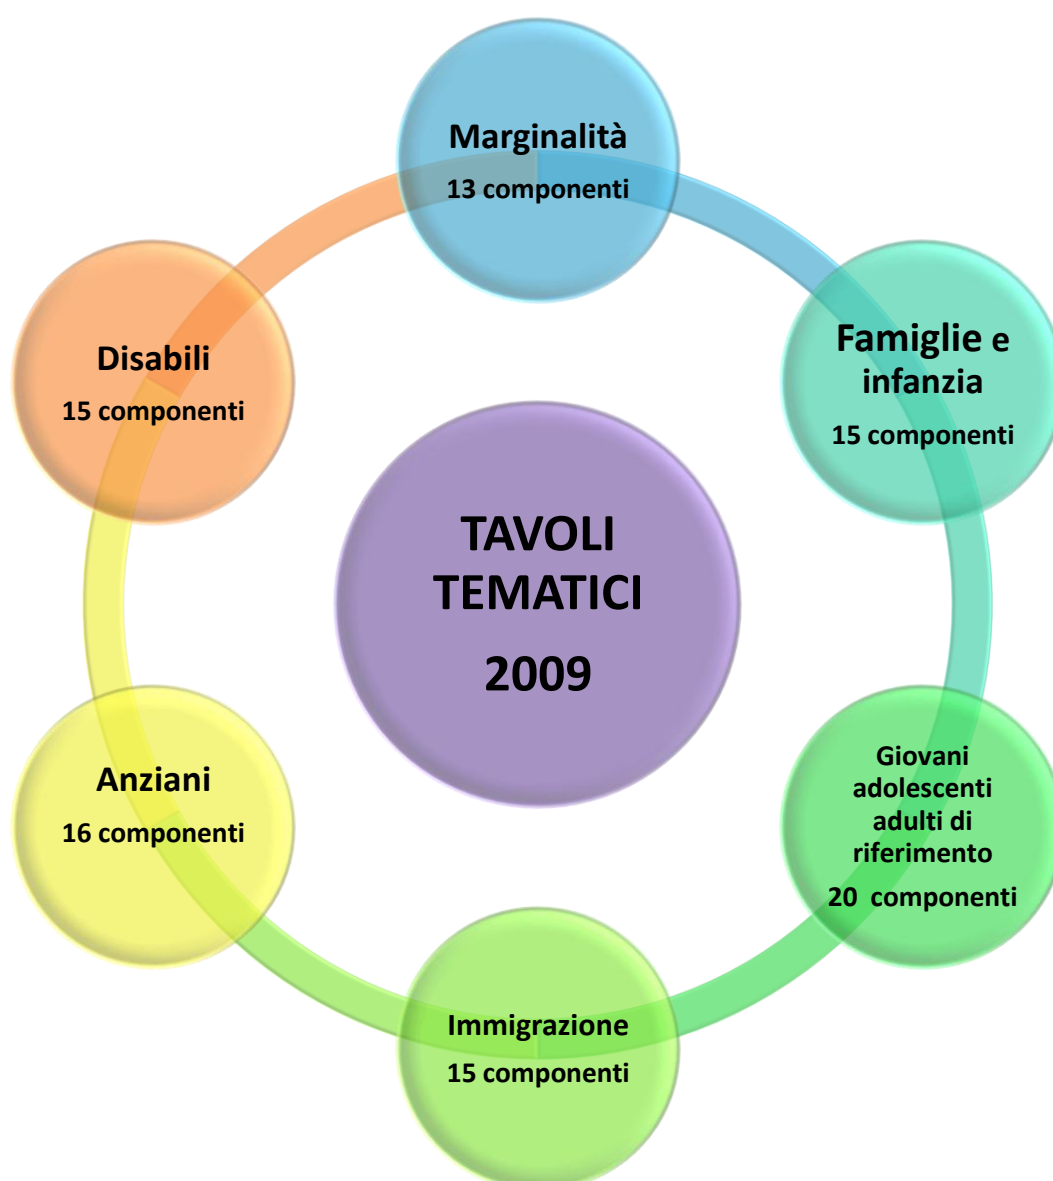 Marginalità
13 componenti
Famiglie e
infanzia
15 componenti
Giovani
adolescenti
adulti di
riferimento
20 componenti
Immigrazione
15 componenti
Anziani
16 componenti
Disabili
15 componenti
TAVOLI
TEMATICI
2009